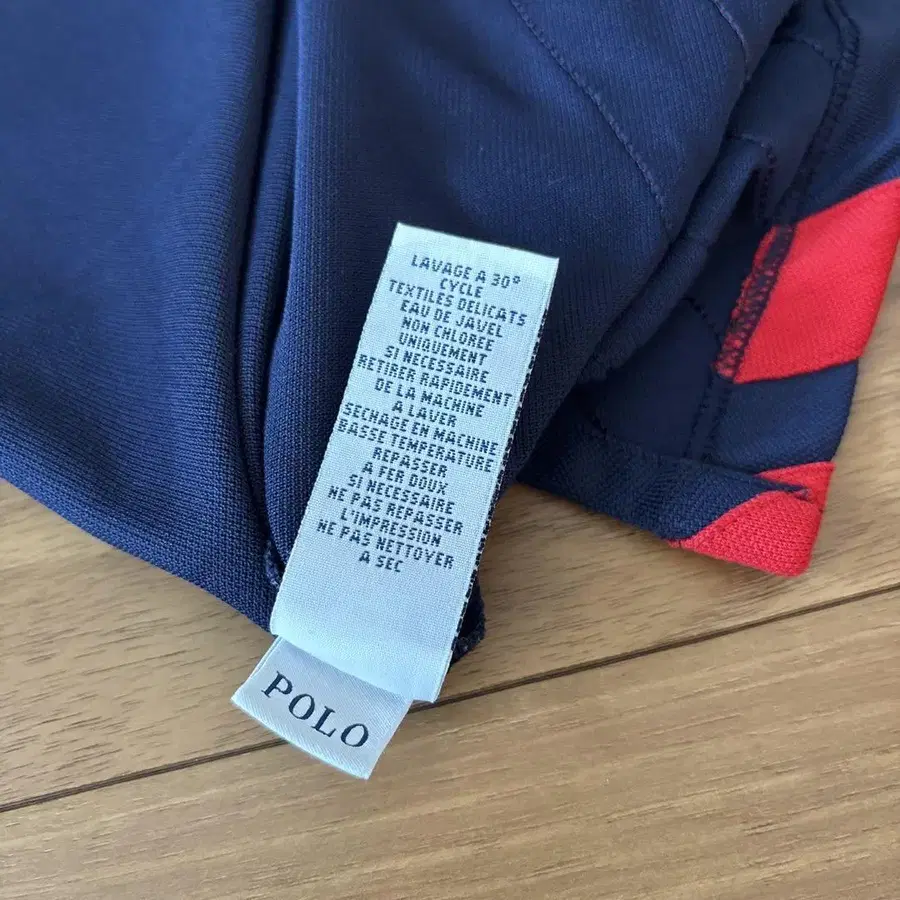 LAVAGE A 30°
CYCLE
TEXTILES DELICATS
EAU DE JAVEL
NON CHLOREE
UNIQUEMENT
SI NECESSAIRE
RETIRER RAPIDEMENT
DE LA MACHINE
A LAVER
SECHAGE EN MACHINE
BASSE TEMPERATURE
REPASSER
A FER DOUX
SI NECESSAIRE
NE PAS REPASSER
L'IMPRESSION
NE PAS NETTOYER
A SEC
POLO